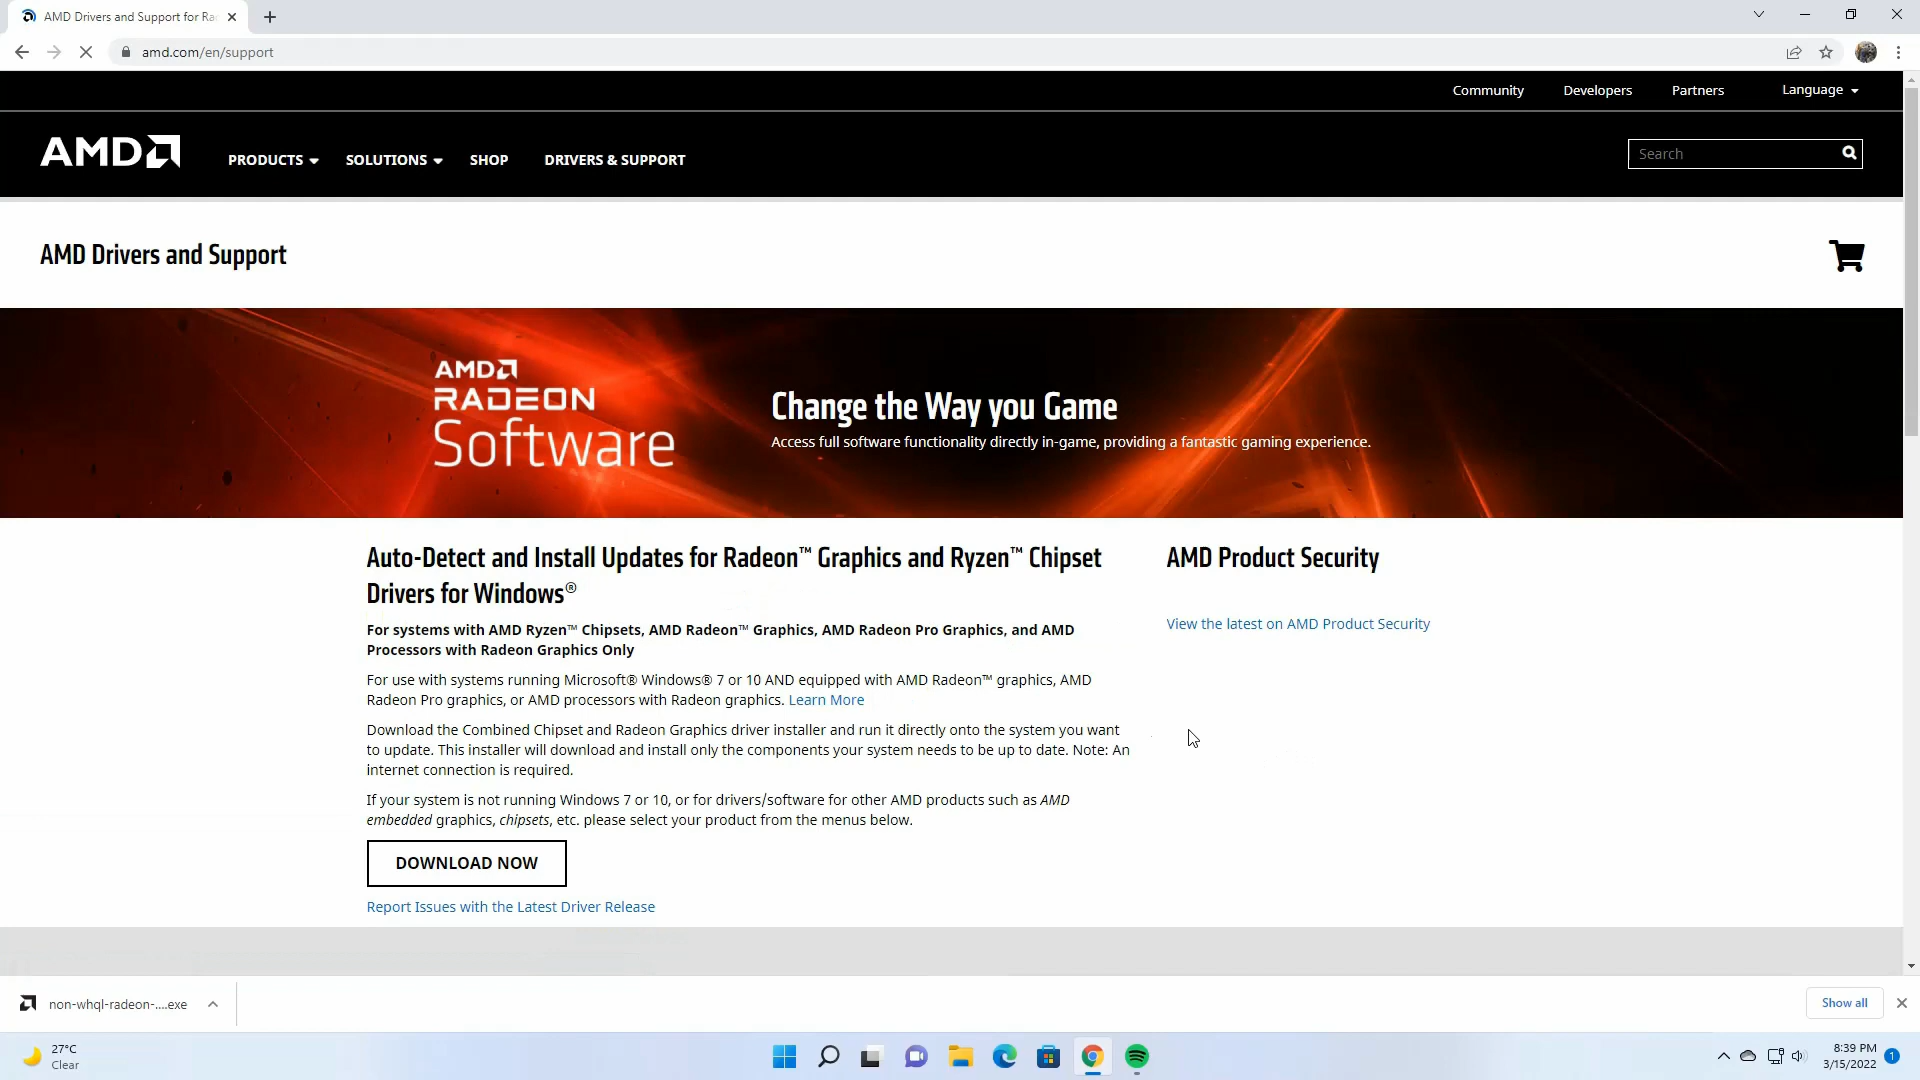 AMD Drivers and Support for Ra
amd.com/en/support
Community Developers Partners Language
AMD PRODUCTS SOLUTIONS SHOP DRIVERS & SUPPORT Search
AMD Drivers and Support
AMD
RADEON
Software
Change the Way you Game
Access full software functionality directly in-game, providing a fantastic gaming experience.
Auto-Detect and Install Updates for Radeon™ Graphics and Ryzen™ Chipset
Drivers for Windows®
For systems with AMD Ryzen™ Chipsets, AMD Radeon™ Graphics, AMD Radeon Pro Graphics, and AMD
Processors with Radeon Graphics Only
For use with systems running Microsoft® Windows® 7 or 10 AND equipped with AMD Radeon™ graphics, AMD
Radeon Pro graphics, or AMD processors with Radeon graphics. Learn More
Download the Combined Chipset and Radeon Graphics driver installer and run it directly onto the system you want
to update. This installer will download and install only the components your system needs to be up to date. Note: An
internet connection is required.
If your system is not running Windows 7 or 10, or for drivers/software for other AMD products such as AMD
embedded graphics, chipsets, etc. please select your product from the menus below.
DOWNLOAD NOW
Report Issues with the Latest Driver Release
AMD Product Security
View the latest on AMD Product Security
non-whql-radeon-....exe
Show all
27°C
Clear
8:39 PM
3/15/2022
1